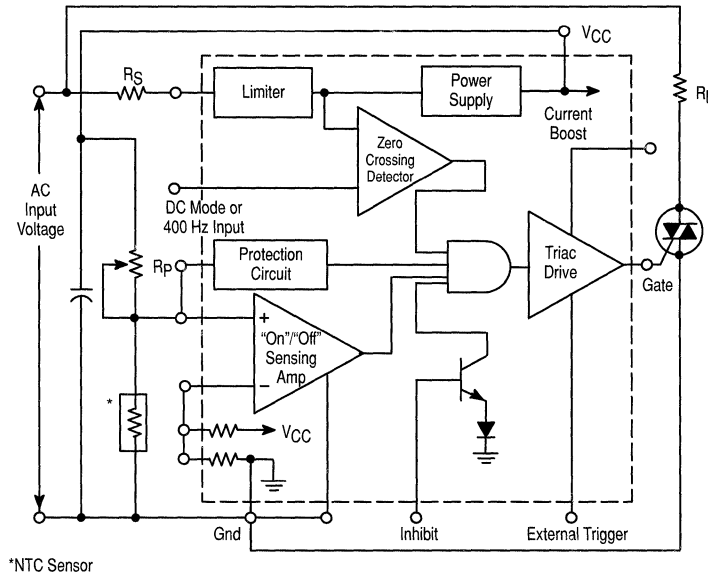 VCC
RS
Limiter
Power
Supply
RL
Current
Boost
Zero
Crossing
Detector
AC
Input
Voltage
DC Mode or
400 Hz Input
RP
Protection
Circuit
Triac
Drive
Gate
+
"On"/"Off"
Sensing
Amp
–
*
VCC
Gnd
Inhibit
External Trigger
*NTC Sensor